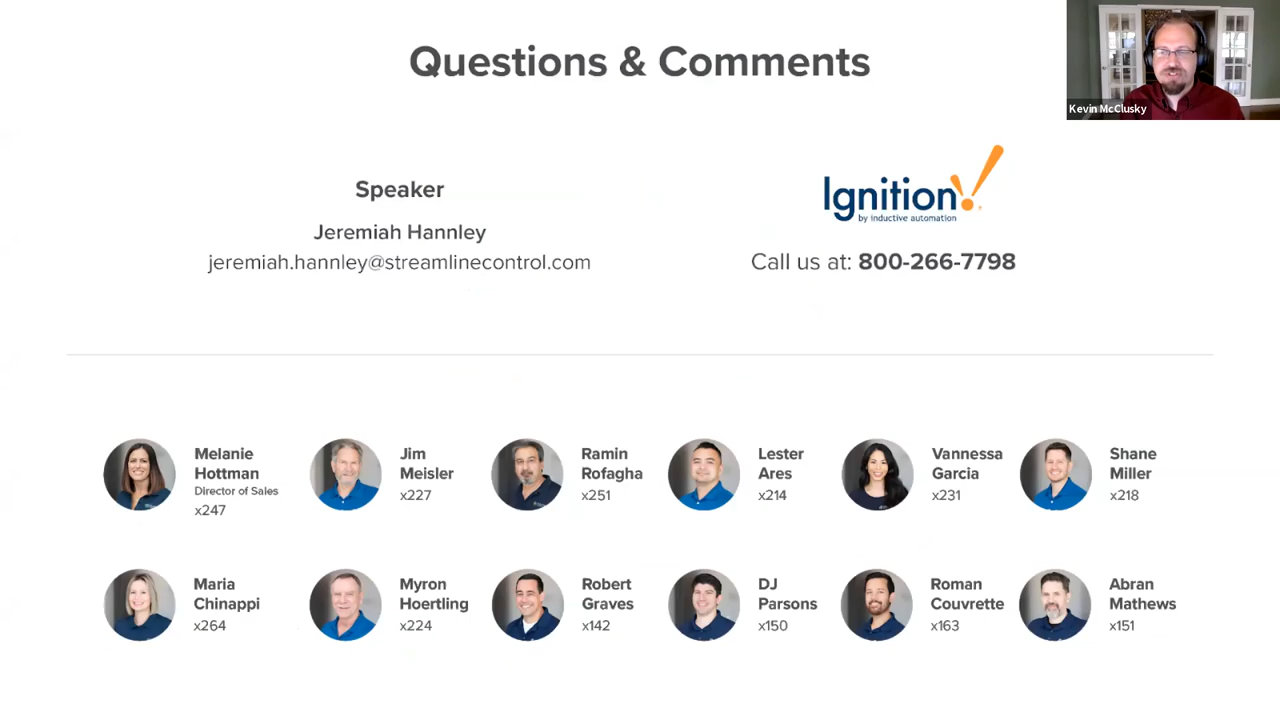 Questions & Comments
Kevin McClusky
Speaker
Jeremiah Hannley
jeremiah.hannley@streamlinecontrol.com
Ignition!
by inductive automation
Call us at: 800-266-7798
Melanie
Hottman
Director of Sales
x247
Jim
Meisler
x227
Ramin
Rofagha
x251
Lester
Ares
x214
Vannessa
Garcia
x231
Shane
Miller
x218
Maria
Chinappi
x264
Myron
Hoertling
x224
Robert
Graves
x142
DJ
Parsons
x150
Roman
Couvrette
x163
Abran
Mathews
x151